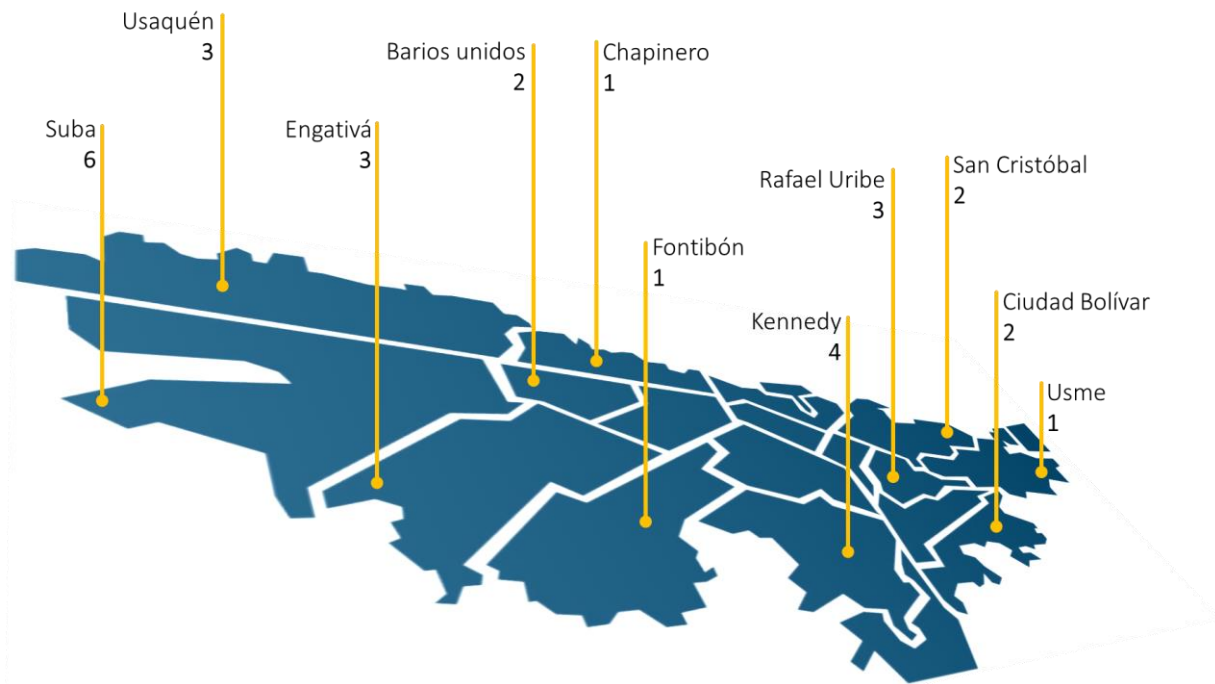 Usaquén
3
Barios unidos
2
Chapinero
1
Suba
6
Engativá
3
Rafael Uribe
3
San Cristóbal
2
Fontibón
1
Kennedy
4
Ciudad Bolívar
2
Usme
1